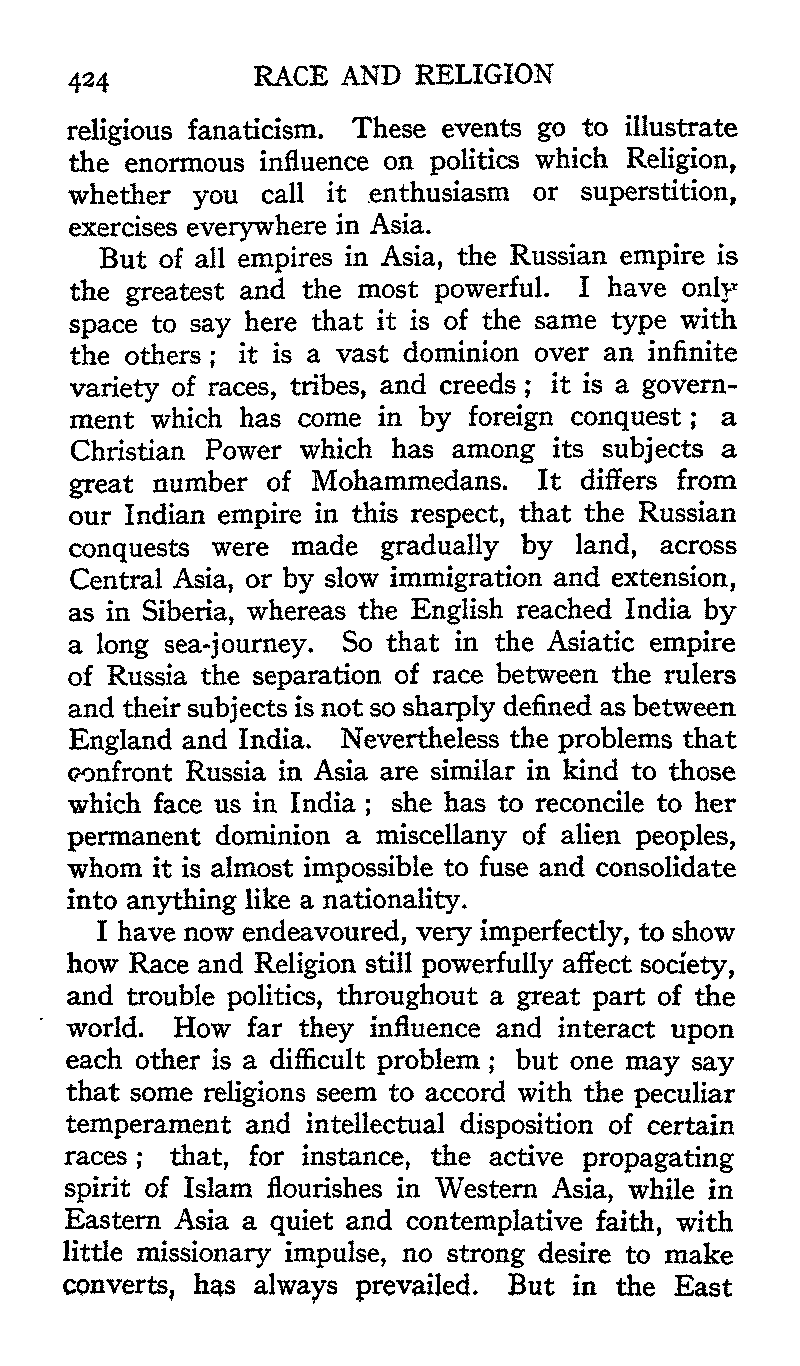 424 RACE AND RELIGION
religious fanaticism. These events go to illustrate
the enormous influence on politics which Religion,
whether you call it enthusiasm or superstition,
exercises everywhere in Asia.
But of all empires in Asia, the Russian empire is
the greatest and the most powerful. I have only
space to say here that it is of the same type with
the others ; it is a vast dominion over an infinite
variety of races, tribes, and creeds ; it is a govern-
ment which has come in by foreign conquest ; a
Christian Power which has among its subjects a
great number of Mohammedans. It differs from
our Indian empire in this respect, that the Russian
conquests were made gradually by land, across
Central Asia, or by slow immigration and extension,
as in Siberia, whereas the English reached India by
a long sea-journey. So that in the Asiatic empire
of Russia the separation of race between the rulers
and their subjects is not so sharply defined as between
England and India. Nevertheless the problems that
confront Russia in Asia are similar in kind to those
which face us in India ; she has to reconcile to her
permanent dominion a miscellany of alien peoples,
whom it is almost impossible to fuse and consolidate
into anything like a nationality.
I have now endeavoured, very imperfectly, to show
how Race and Religion still powerfully affect society,
and trouble politics, throughout a great part of the
world. How far they influence and interact upon
each other is a difficult problem ; but one may say
that some religions seem to accord with the peculiar
temperament and intellectual disposition of certain
races ; that, for instance, the active propagating
spirit of Islam flourishes in Western Asia, while in
Eastern Asia a quiet and contemplative faith, with
little missionary impulse, no strong desire to make
converts, has always prevailed. But in the East